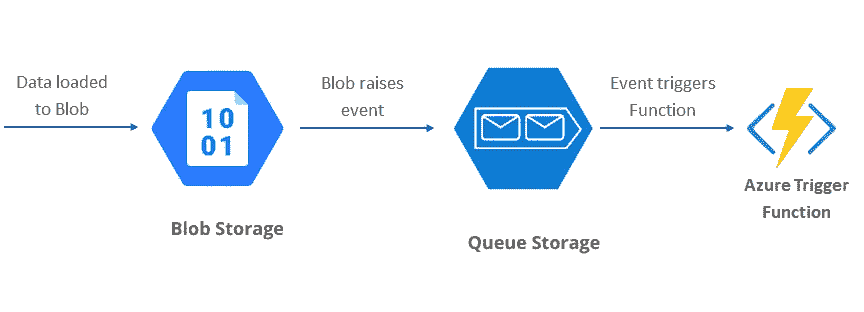 Data loaded
to Blob
10
01
Blob Storage
Blob raises
event
Queue Storage
Event triggers
Function
Azure Trigger
Function